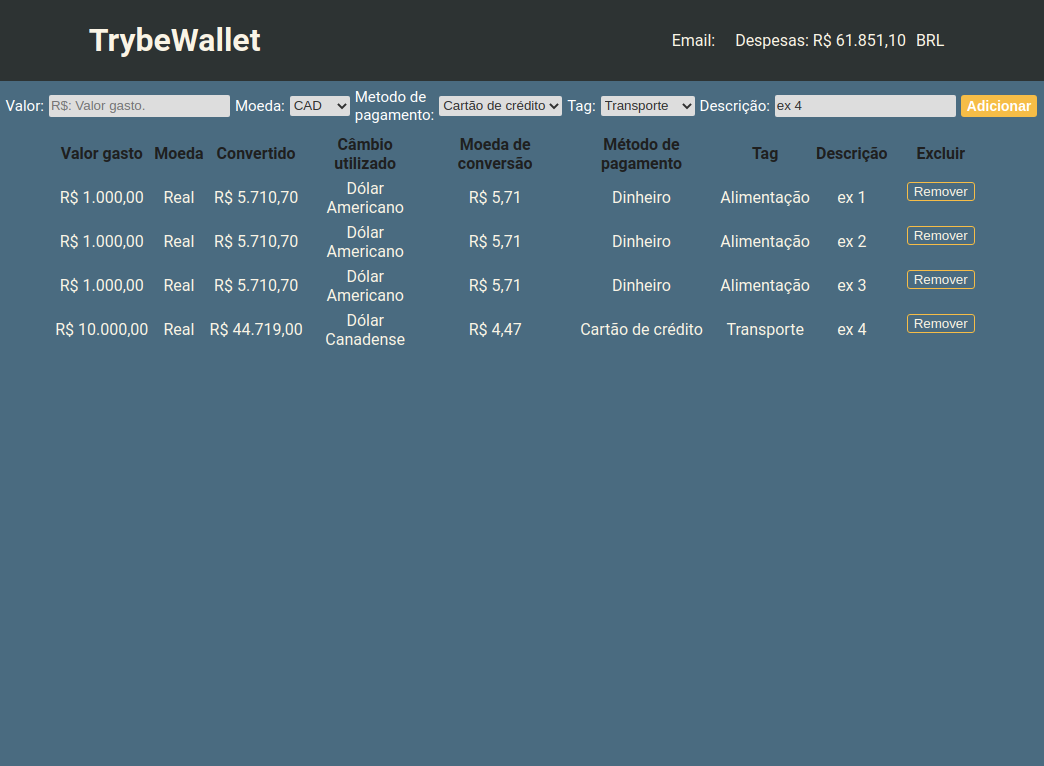 TrybeWallet Email: Despesas: R$ 61.851,10 BRL
Valor: R$: Valor gasto. Moeda: CAD Metodo de pagamento: Cartão de crédito Tag: Transporte Descrição: ex 4 Adicionar
Valor gasto Moeda Convertido Câmbio utilizado Moeda de conversão Método de pagamento Tag Descrição Excluir
R$ 1.000,00 Real R$ 5.710,70 Dólar Americano R$ 5,71 Dinheiro Alimentação ex 1 Remover
R$ 1.000,00 Real R$ 5.710,70 Dólar Americano R$ 5,71 Dinheiro Alimentação ex 2 Remover
R$ 1.000,00 Real R$ 5.710,70 Dólar Americano R$ 5,71 Dinheiro Alimentação ex 3 Remover
R$ 10.000,00 Real R$ 44.719,00 Dólar Canadense R$ 4,47 Cartão de crédito Transporte ex 4 Remover